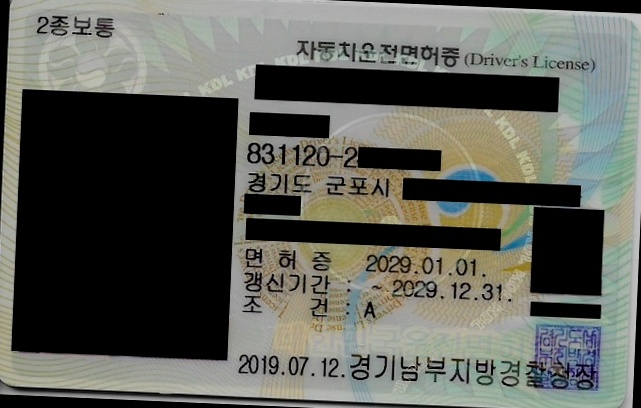 2종보통
자동차운전면허증 (Driver's License)
831120-2
경기도 군포시
면 허 증 2029.01.01.
갱신기간 : ~ 2029.12.31.
조 건 : A
2019.07.12. 경기남부지방경찰청장